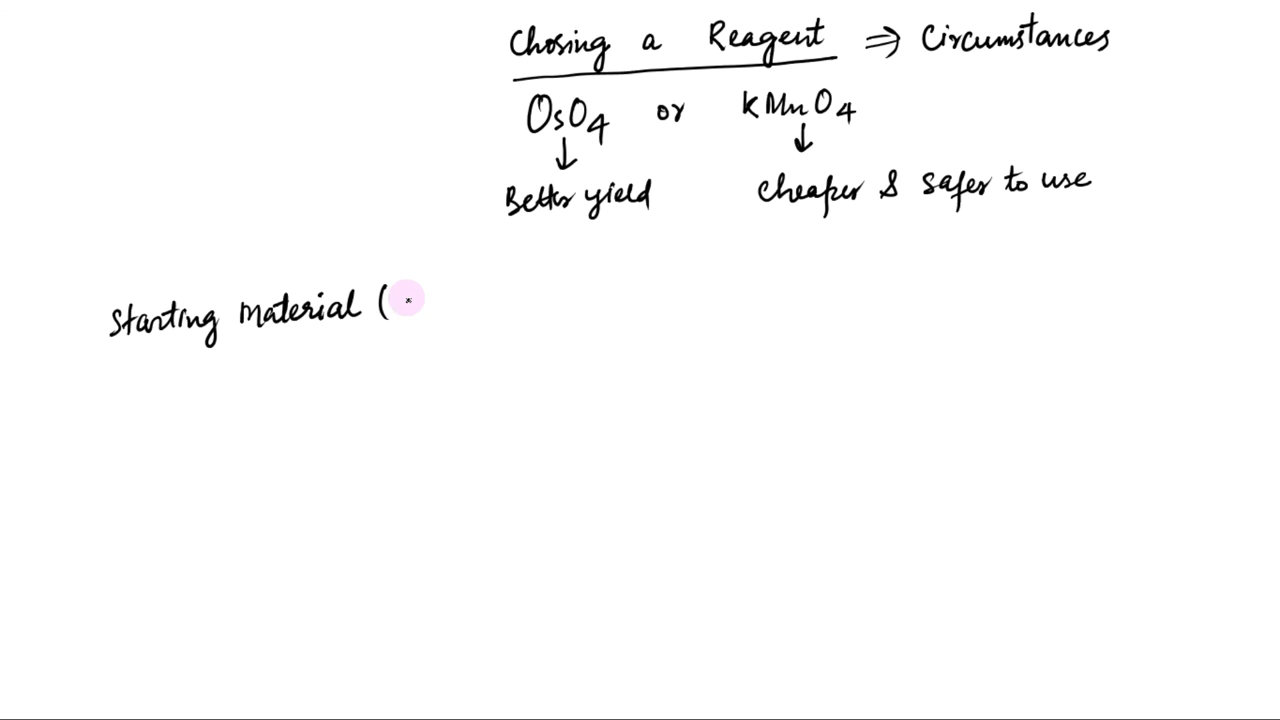 Chosing a Reagent ⇒ Circumstances
OsO4 or KMnO4
↓ ↓
Better yield cheaper & safer to use
Starting material (